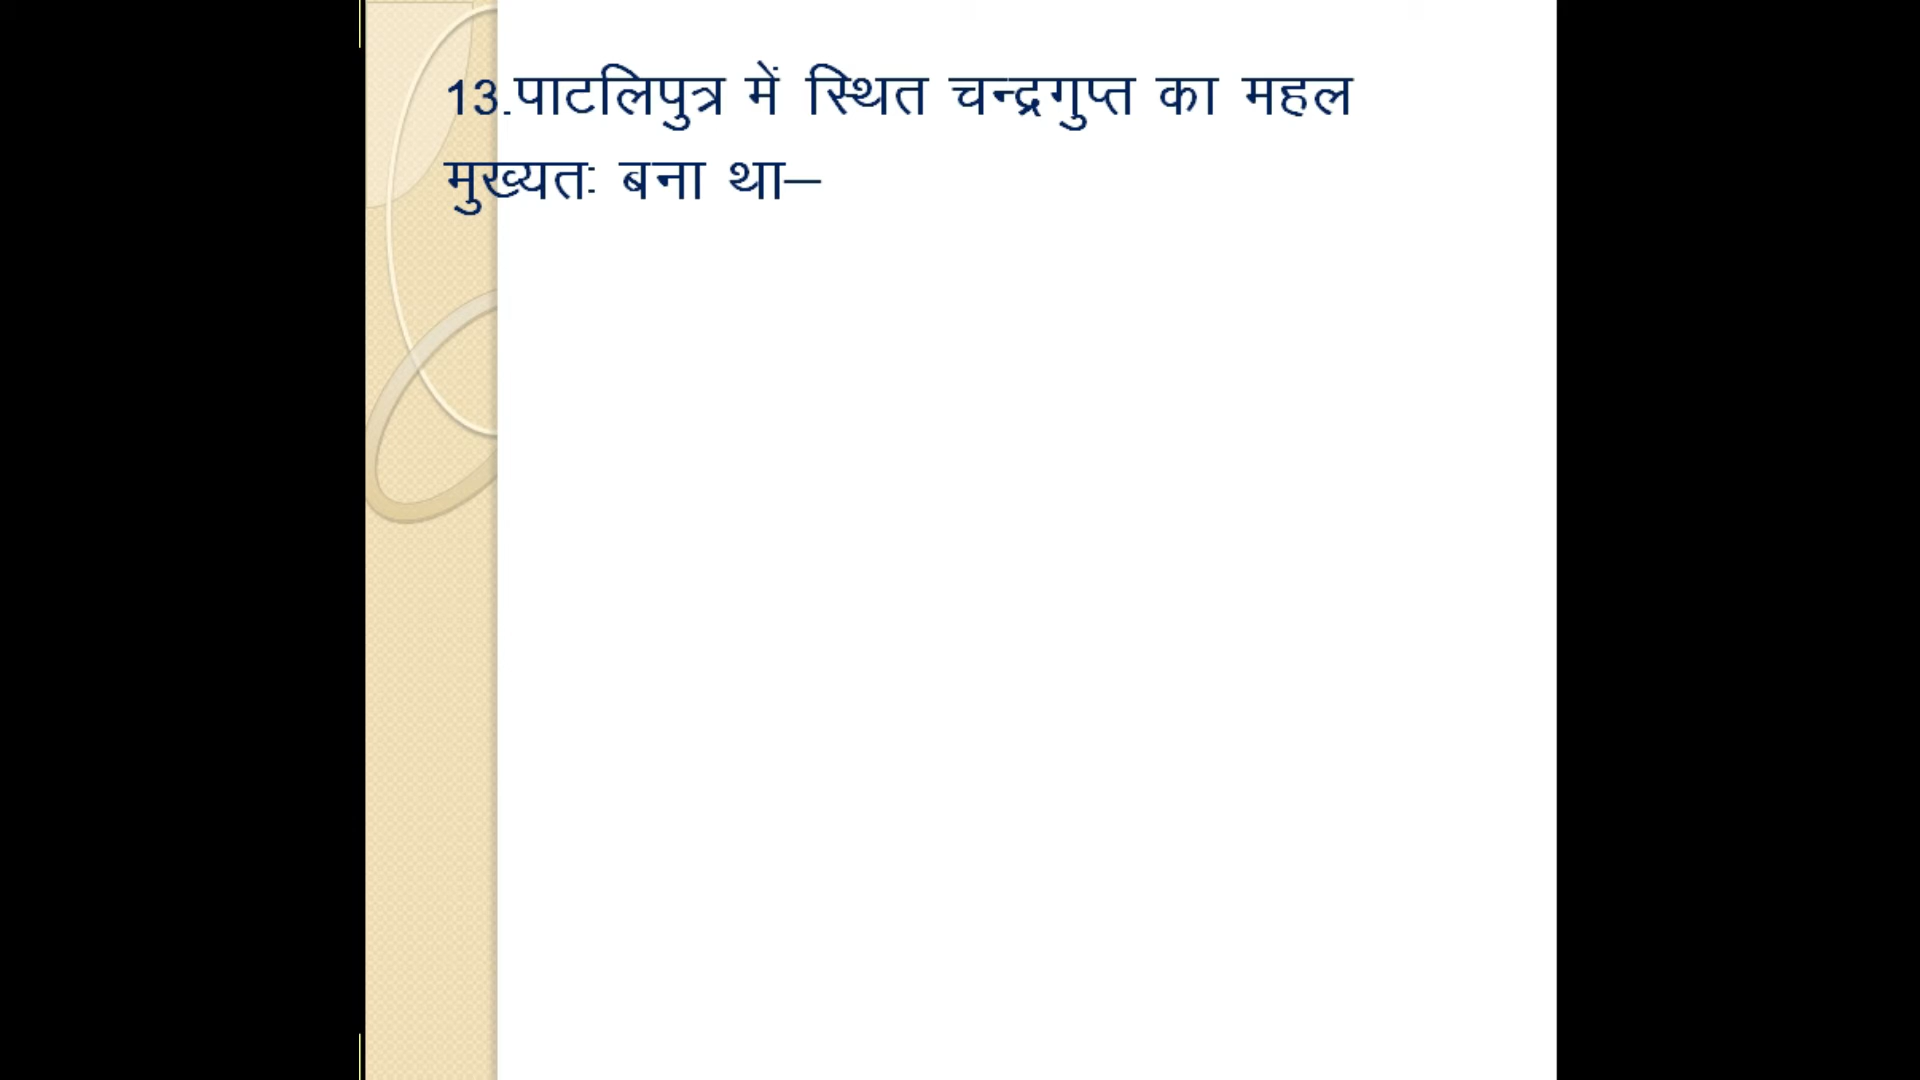 13.पाटलिपुत्र में स्थित चन्द्रगुप्त का महल
मुख्यतः बना था–